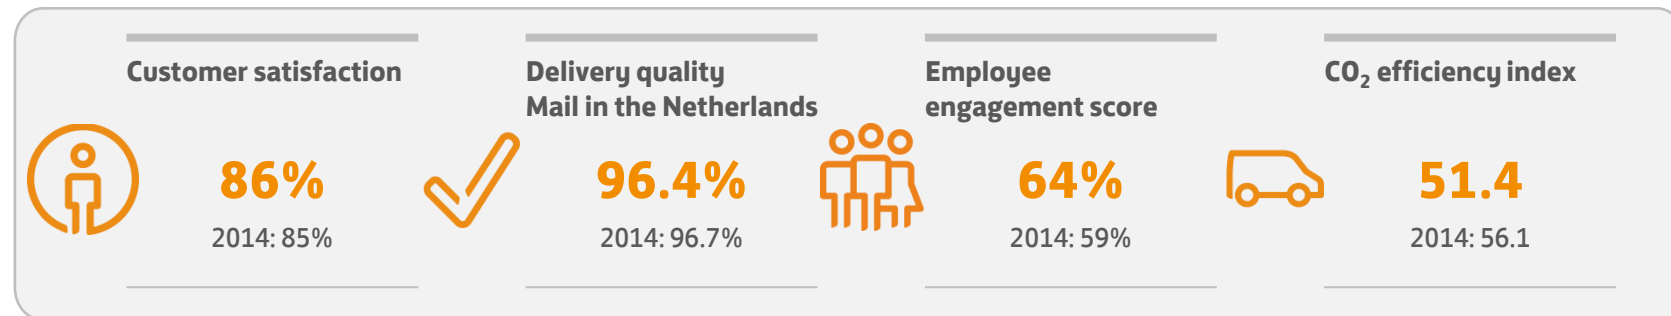 Customer satisfaction
86%
2014: 85%
Delivery quality
Mail in the Netherlands
96.4%
2014: 96.7%
Employee
engagement score
64%
2014: 59%
CO₂ efficiency index
51.4
2014: 56.1